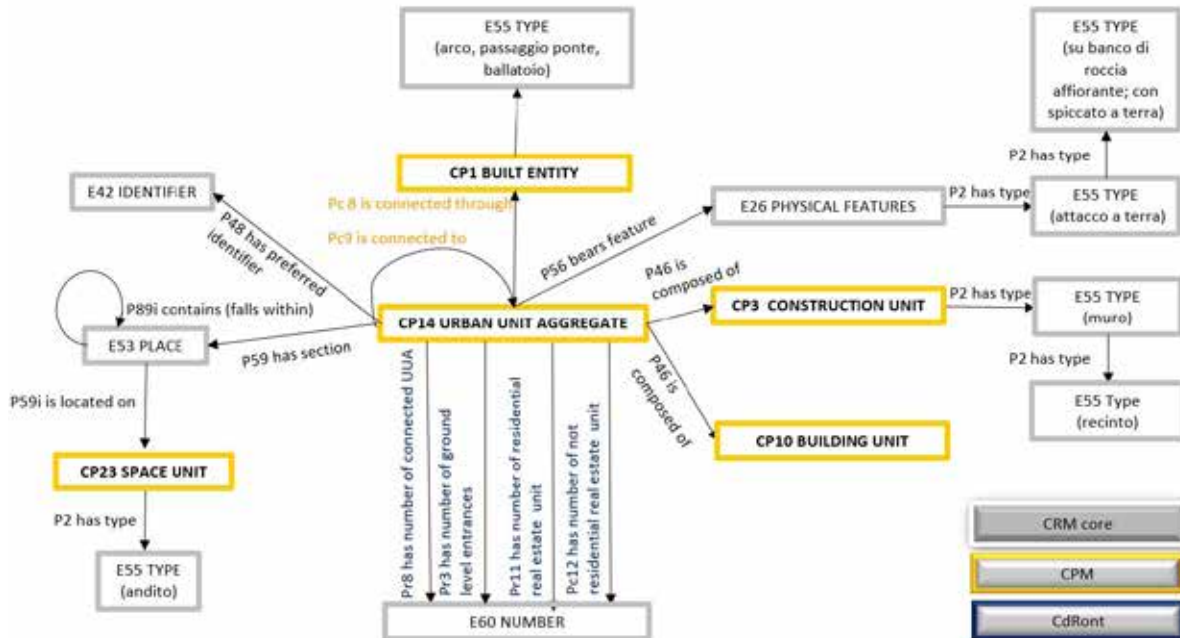 E55 TYPE
(arco, passaggio ponte,
ballatoio)
E55 TYPE
(su banco di
roccia
affiorante; con
spiccato a terra)
P2 has type
CP1 BUILT ENTITY
E42 IDENTIFIER
Pc 8 is connected through
Pc9 is connected to
P48 has preferred
identifier
P56 bears feature
E26 PHYSICAL FEATURES
P2 has type
E55 TYPE
(attacco a terra)
P89i contains (falls within)
E53 PLACE
P59 has section
CP14 URBAN UNIT AGGREGATE
P46 is
composed of
CP3 CONSTRUCTION UNIT
P2 has type
E55 TYPE
(muro)
P2 has type
E55 Type
(recinto)
P46 is
composed of
CP10 BUILDING UNIT
P59i is located on
CP23 SPACE UNIT
P2 has type
E55 TYPE
(andito)
Pr8 has number of connected UUA
Pr3 has number of ground
level entrances
Pr11 has number of residential
real estate unit
Pc12 has number of not
residential real estate unit
E60 NUMBER
CRM core
CPM
CdRont